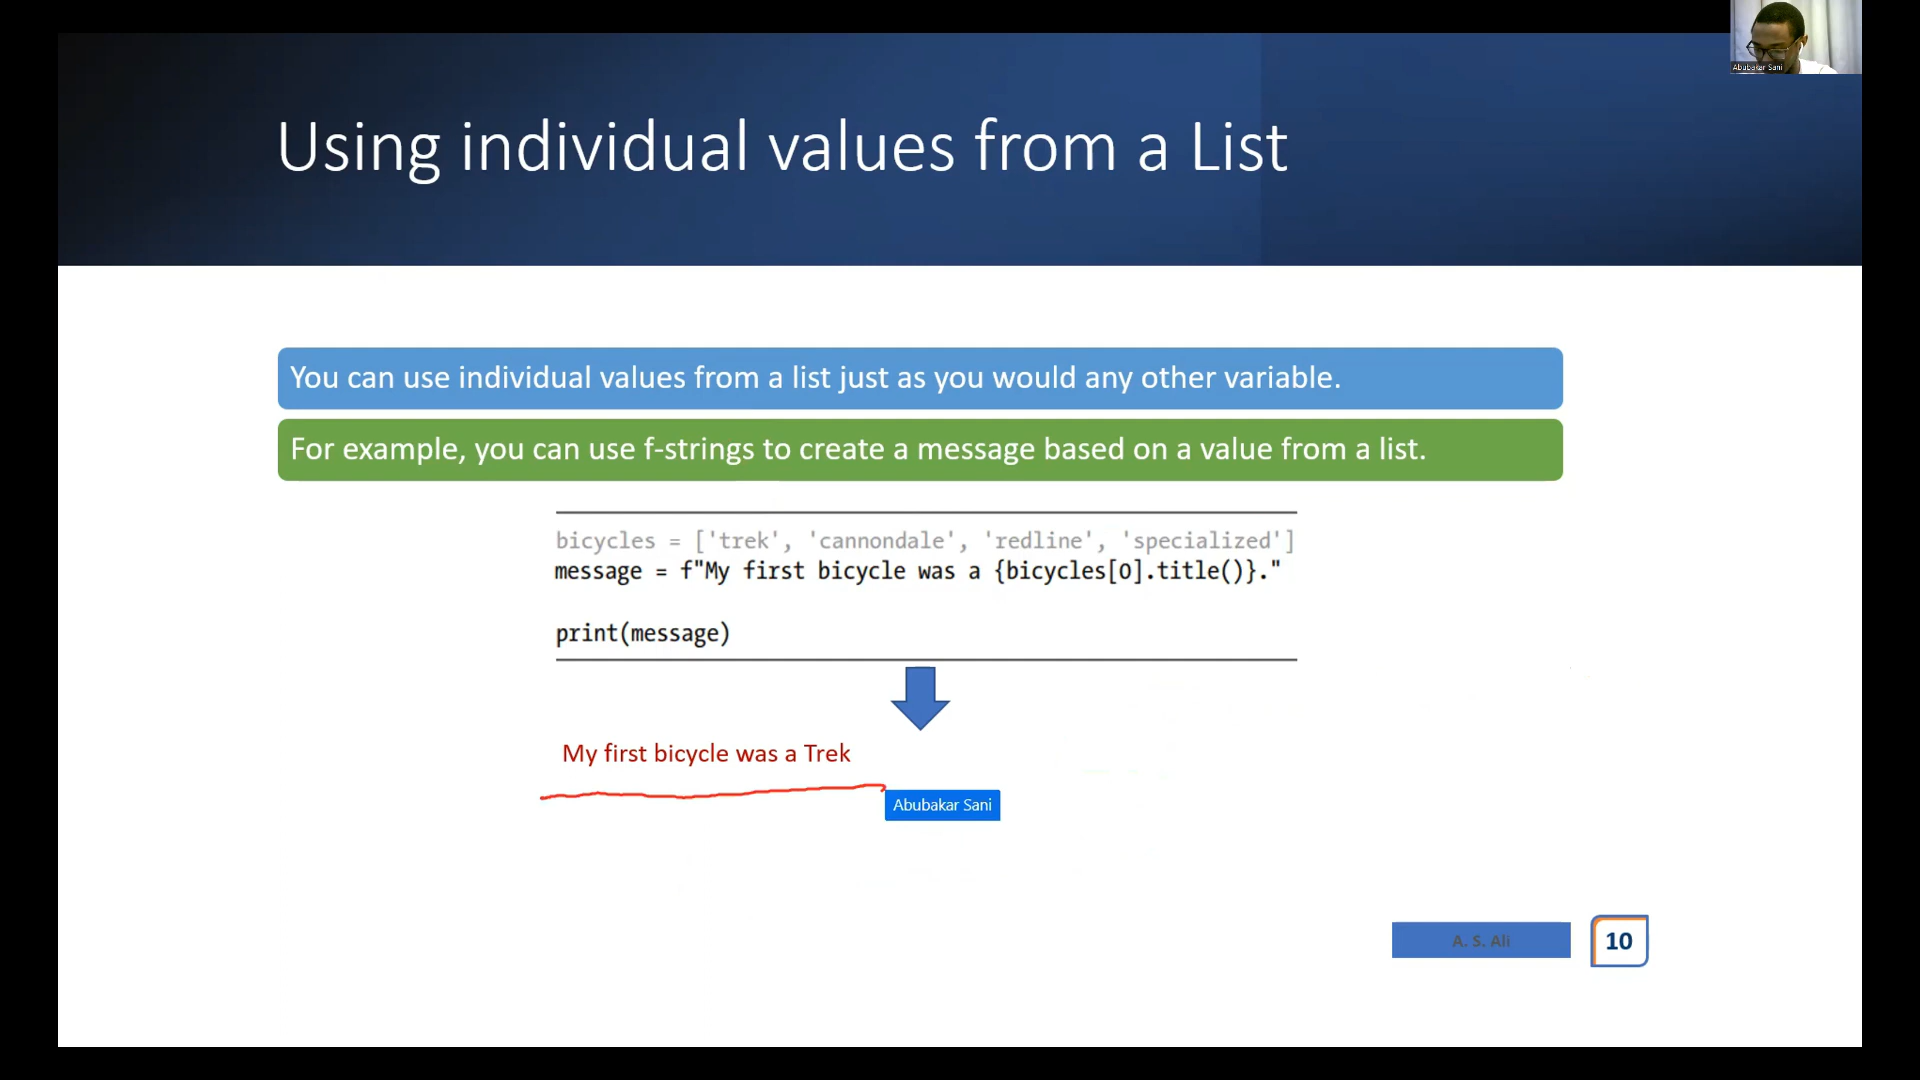 Abubakar Sani
Using individual values from a List
You can use individual values from a list just as you would any other variable.
For example, you can use f-strings to create a message based on a value from a list.
bicycles = ['trek', 'cannondale', 'redline', 'specialized']
message = f"My first bicycle was a {bicycles[0].title()}."
print(message)
My first bicycle was a Trek
Abubakar Sani
A. S. Ali
10